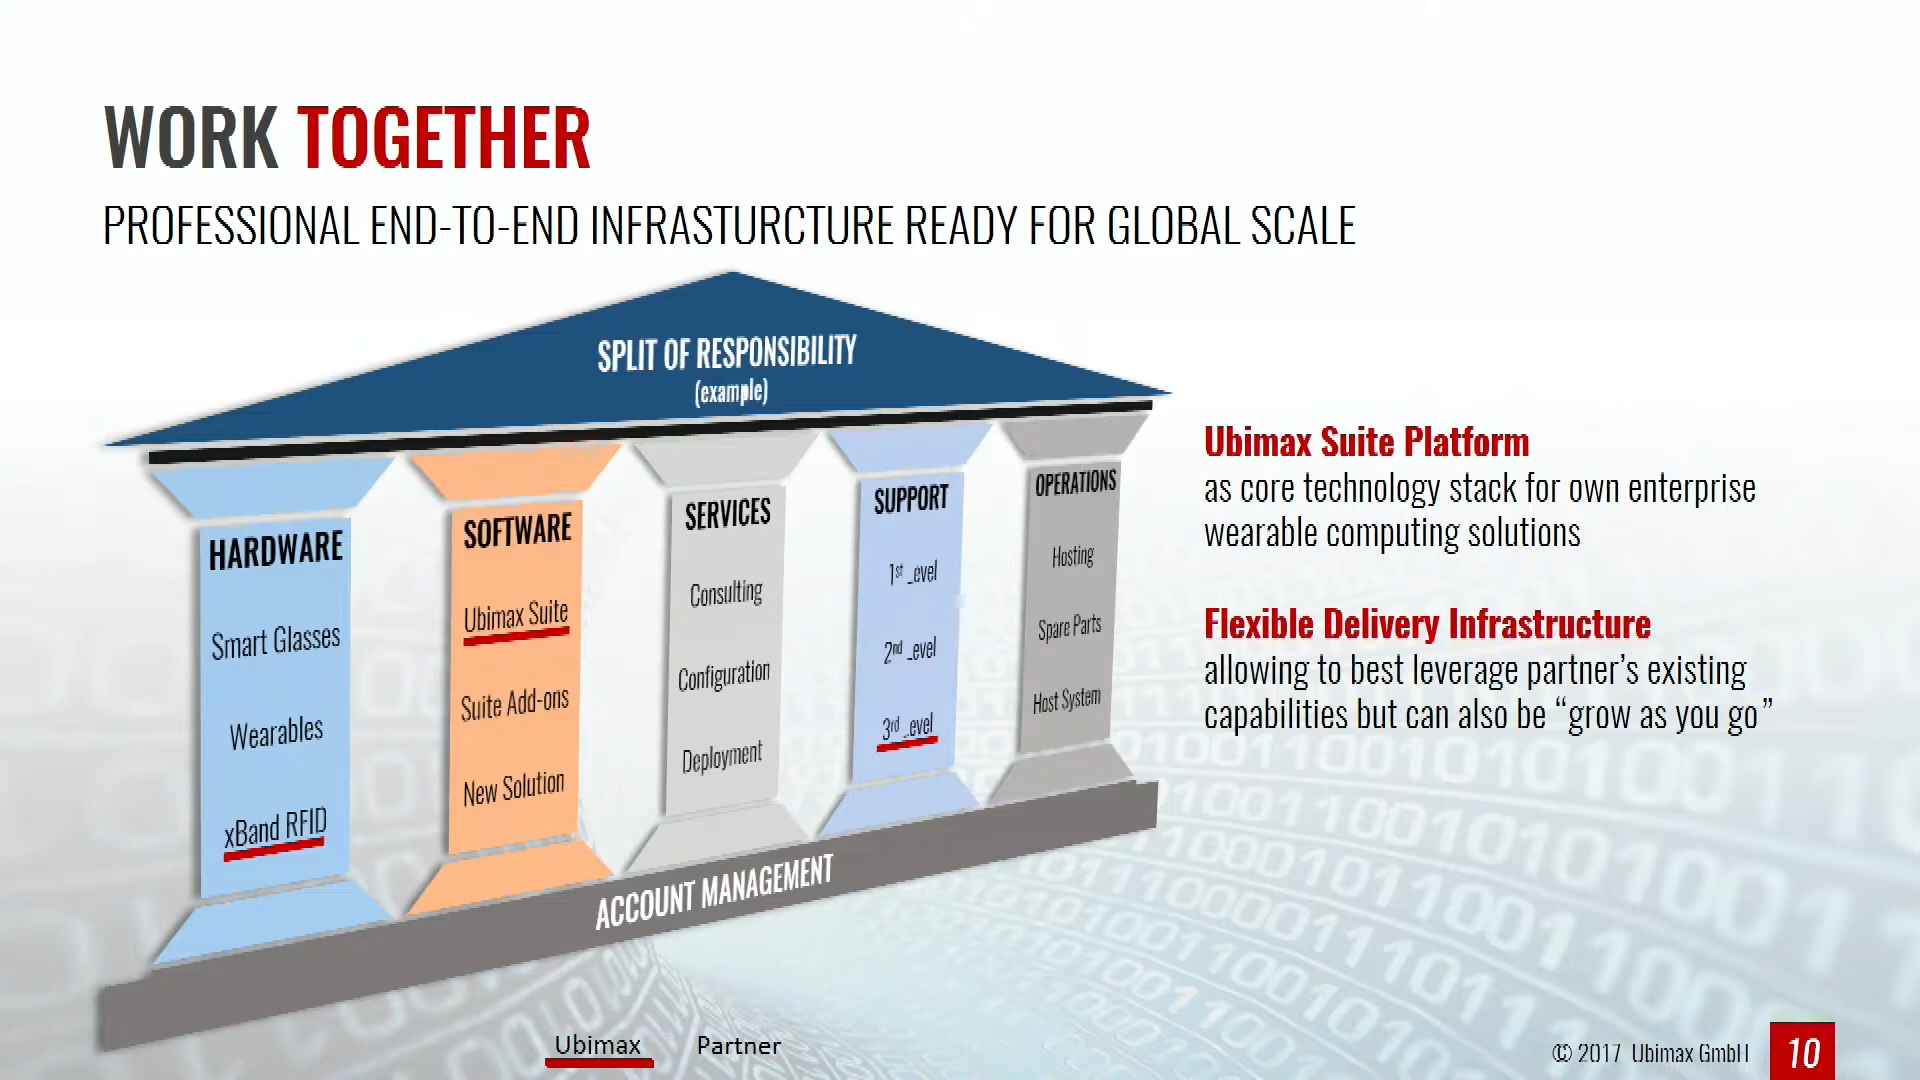 WORK TOGETHER
PROFESSIONAL END-TO-END INFRASTURCTURE READY FOR GLOBAL SCALE
SPLIT OF RESPONSIBILITY
(example)
HARDWARE
Smart Glasses
Wearables
xBand RFID
SOFTWARE
Ubimax Suite
Suite Add-ons
New Solution
SERVICES
Consulting
Configuration
Deployment
SUPPORT
1st Level
2nd Level
3rd Level
OPERATIONS
Hosting
Spare Parts
Host System
ACCOUNT MANAGEMENT
Ubimax Suite Platform
as core technology stack for own enterprise
wearable computing solutions
Flexible Delivery Infrastructure
allowing to best leverage partner’s existing
capabilities but can also be “grow as you go”
Ubimax Partner
© 2017 Ubimax GmbH 10